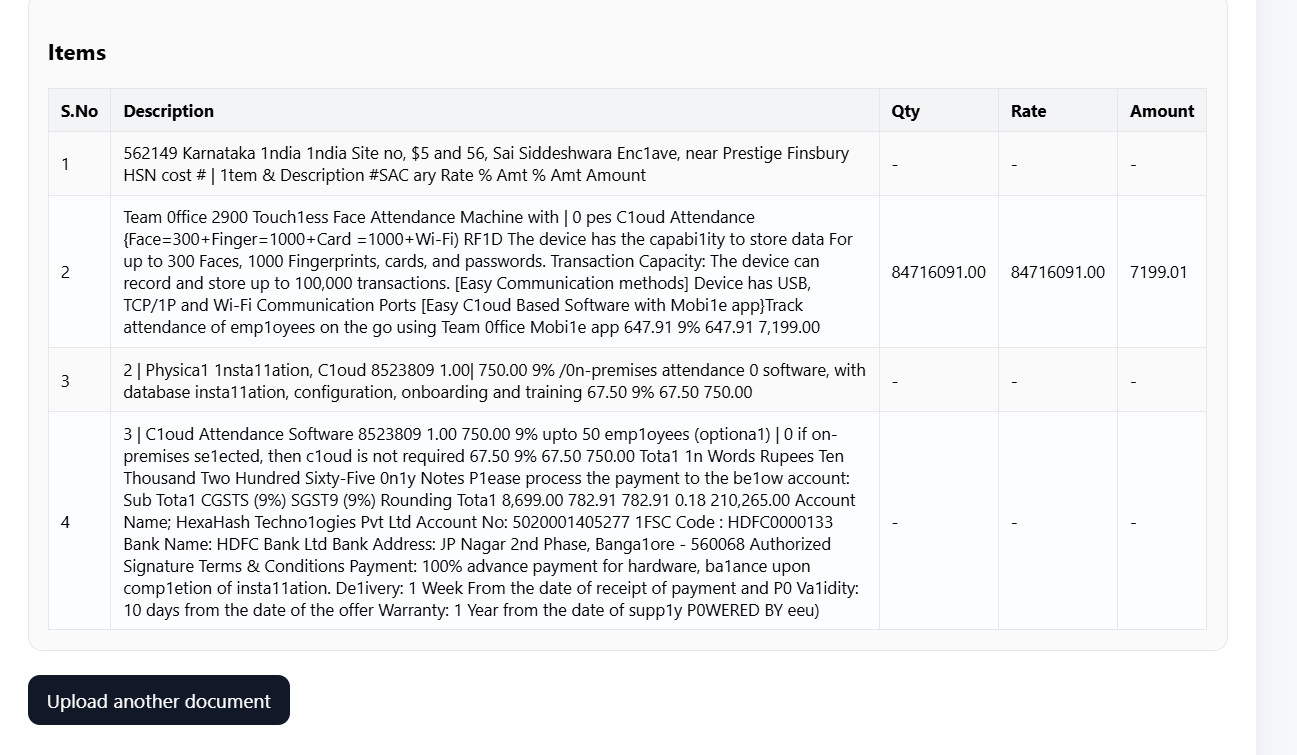 Items
S.No Description Qty Rate Amount
1
562149 Karnataka 1ndia 1ndia Site no, $5 and 56, Sai Siddeshwara Enc1ave, near Prestige Finsbury
HSN cost # | 1tem & Description #SAC ary Rate % Amt % Amt Amount
- - -
2
Team 0ffice 2900 Touch1ess Face Attendance Machine with | 0 pes C1oud Attendance
{Face=300+Finger=1000+Card =1000+Wi-Fi) RF1D The device has the capabi1ity to store data For
up to 300 Faces, 1000 Fingerprints, cards, and passwords. Transaction Capacity: The device can
record and store up to 100,000 transactions. [Easy Communication methods] Device has USB,
TCP/1P and Wi-Fi Communication Ports [Easy C1oud Based Software with Mobi1e app}Track
attendance of emp1oyees on the go using Team 0ffice Mobi1e app 647.91 9% 647.91 7,199.00
84716091.00 84716091.00 7199.01
3
2 | Physica1 1nsta11ation, C1oud 8523809 1.00| 750.00 9% /0n-premises attendance 0 software, with
database insta11ation, configuration, onboarding and training 67.50 9% 67.50 750.00
- - -
4
3 | C1oud Attendance Software 8523809 1.00 750.00 9% upto 50 emp1oyees (optiona1) | 0 if on-
premises se1ected, then c1oud is not required 67.50 9% 67.50 750.00 Tota1 1n Words Rupees Ten
Thousand Two Hundred Sixty-Five 0n1y Notes P1ease process the payment to the be1ow account:
Sub Tota1 CGSTS (9%) SGST9 (9%) Rounding Tota1 8,699.00 782.91 782.91 0.18 210,265.00 Account
Name; HexaHash Techno1ogies Pvt Ltd Account No: 5020001405277 1FSC Code : HDFC0000133
Bank Name: HDFC Bank Ltd Bank Address: JP Nagar 2nd Phase, Banga1ore - 560068 Authorized
Signature Terms & Conditions Payment: 100% advance payment for hardware, ba1ance upon
comp1etion of insta11ation. De1ivery: 1 Week From the date of receipt of payment and P0 Va1idity:
10 days from the date of the offer Warranty: 1 Year from the date of supp1y P0WERED BY eeu)
- - -
Upload another document